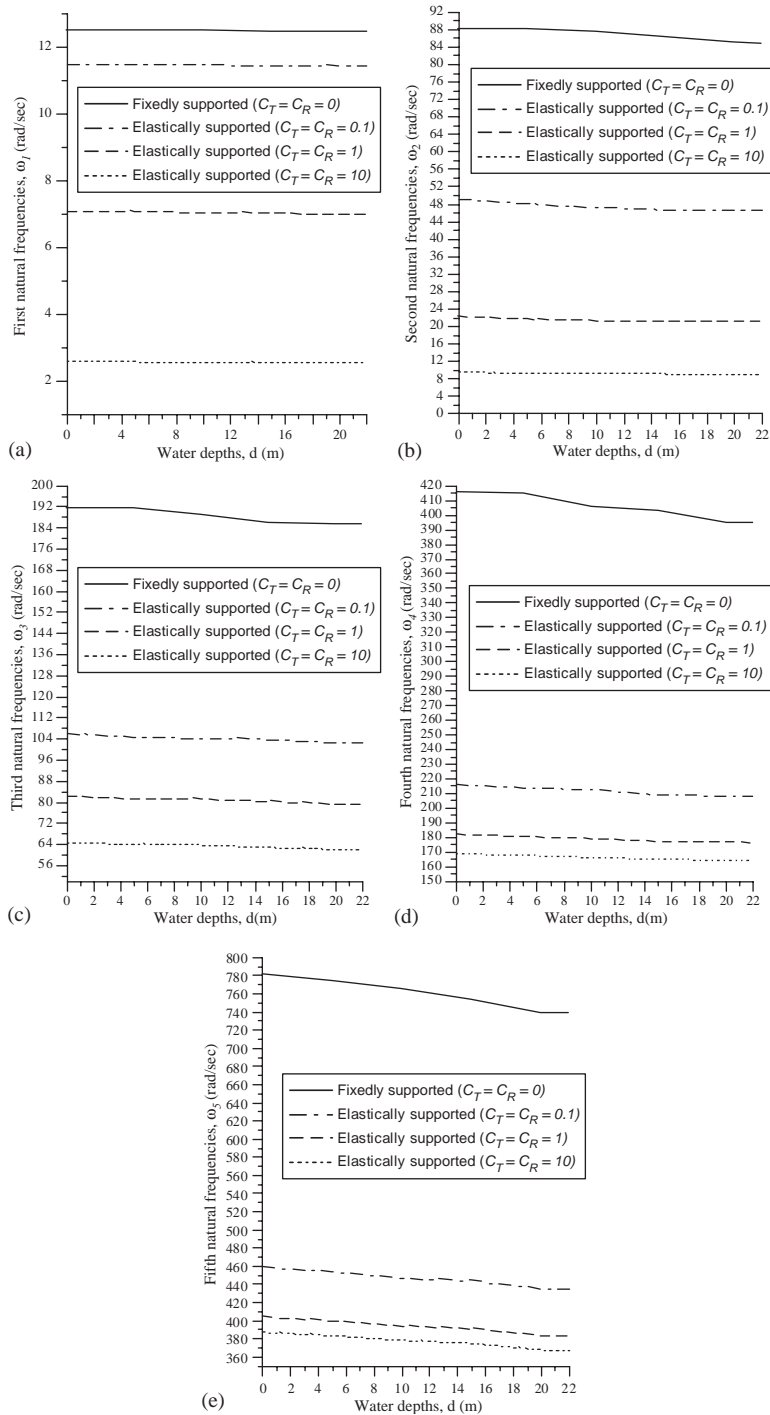 12
10
8
6
4
2
First natural frequencies, ω1 (rad/sec)
Fixedly supported (CT = CR = 0)
Elastically supported (CT = CR = 0.1)
Elastically supported (CT = CR = 1)
Elastically supported (CT = CR = 10)
0 4 8 12 16 20
Water depths, d (m)
(a)
92
88
84
80
76
72
68
64
60
56
52
48
44
40
36
32
28
24
20
16
12
8
4
0
Second natural frequencies, ω2 (rad/sec)
Fixedly supported (CT = CR = 0)
Elastically supported (CT = CR = 0.1)
Elastically supported (CT = CR = 1)
Elastically supported (CT = CR = 10)
0 2 4 6 8 10 12 14 16 18 20 22
Water depths, d (m)
(b)
200
192
184
176
168
160
152
144
136
128
120
112
104
96
88
80
72
64
56
Third natural frequencies, ω3 (rad/sec)
Fixedly supported (CT = CR = 0)
Elastically supported (CT = CR = 0.1)
Elastically supported (CT = CR = 1)
Elastically supported (CT = CR = 10)
0 2 4 6 8 10 12 14 16 18 20 22
Water depths, d(m)
(c)
420
410
400
390
380
370
360
350
340
330
320
310
300
290
280
270
260
250
240
230
220
210
200
190
180
170
160
150
Fourth natural frequencies, ω4 (rad/sec)
Fixedly supported (CT = CR = 0)
Elastically supported (CT = CR = 0.1)
Elastically supported (CT = CR = 1)
Elastically supported (CT = CR = 10)
0 2 4 6 8 10 12 14 16 18 20 22
Water depths, d(m)
(d)
800
780
760
740
720
700
680
660
640
620
600
580
560
540
520
500
480
460
440
420
400
380
360
Fifth natural frequencies, ω5 (rad/sec)
Fixedly supported (CT = CR = 0)
Elastically supported (CT = CR = 0.1)
Elastically supported (CT = CR = 1)
Elastically supported (CT = CR = 10)
0 2 4 6 8 10 12 14 16 18 20 22
Water depths, d(m)
(e)